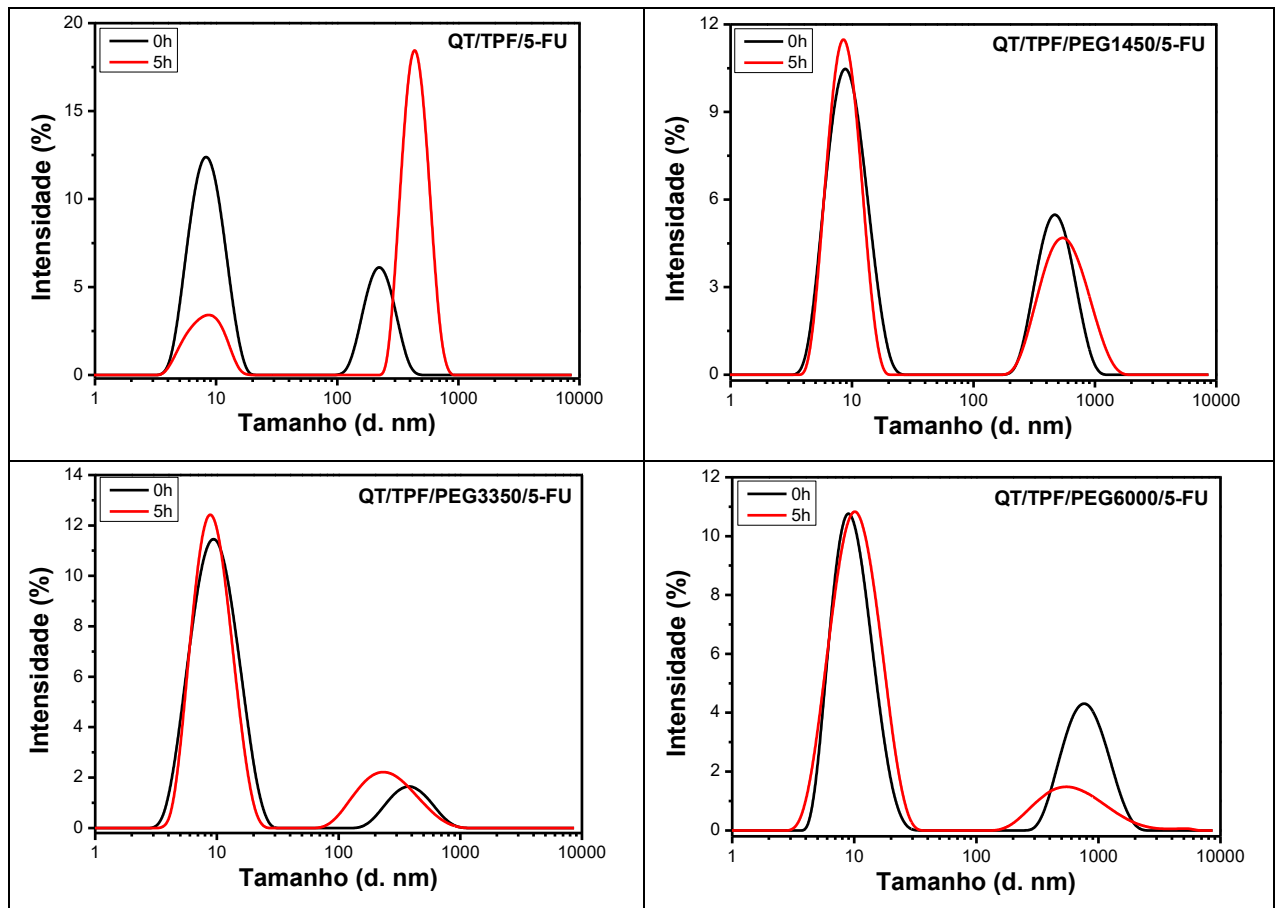 QT/TPF/5-FU
0h
5h
20
15
10
5
0
Intensidade (%)
1 10 100 1000 10000
Tamanho (d. nm)
QT/TPF/PEG1450/5-FU
0h
5h
12
9
6
3
0
Intensidade (%)
1 10 100 1000 10000
Tamanho (d. nm)
QT/TPF/PEG3350/5-FU
0h
5h
14
12
10
8
6
4
2
0
Intensidade (%)
1 10 100 1000 10000
Tamanho (d. nm)
QT/TPF/PEG6000/5-FU
0h
5h
12
10
8
6
4
2
0
Intensidade (%)
1 10 100 1000 10000
Tamanho (d. nm)